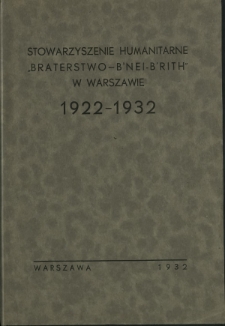 STOWARZYSZENIE HUMANITARNE
„BRATERSTWO—B'NEI-B'RITH"
W WARSZAWIE
1922-1932
WARSZAWA 1932